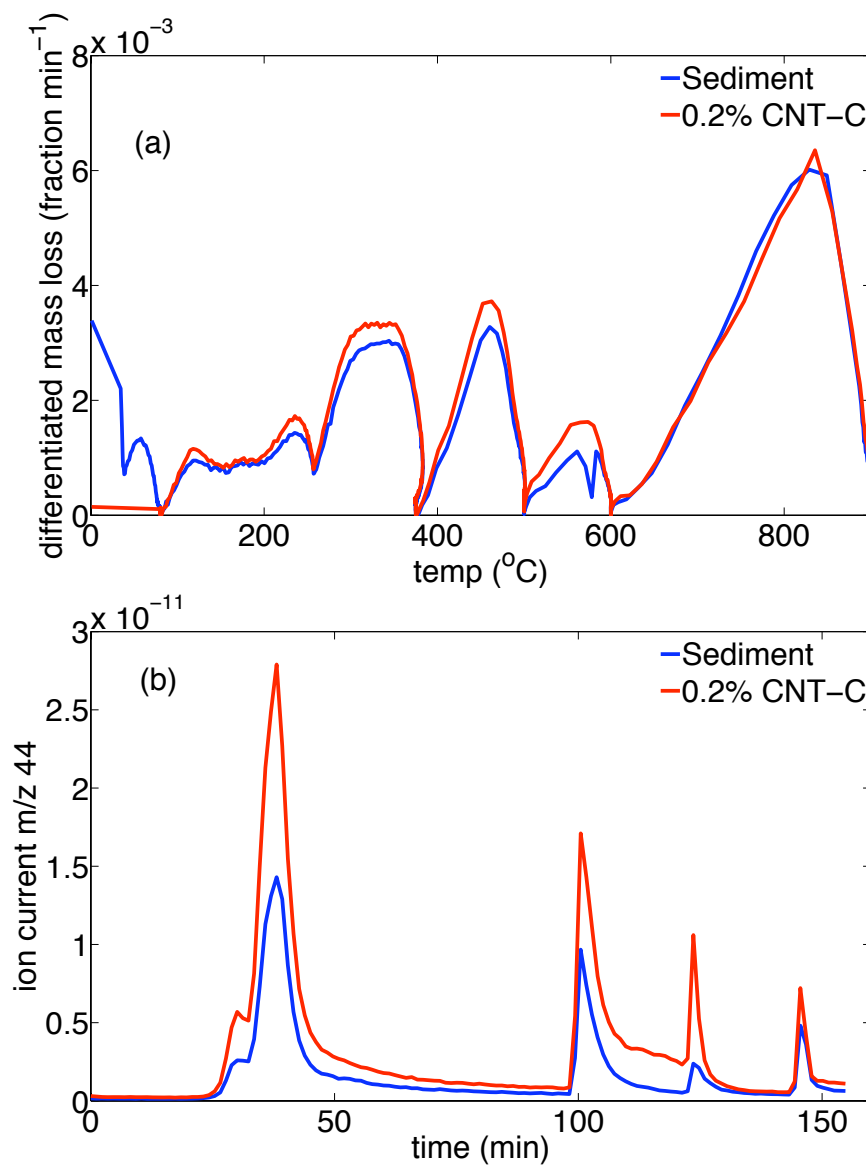 8 x 10⁻³
Sediment
0.2% CNT−C
(a)
6
4
2
0
differentiated mass loss (fraction min⁻¹)
0 200 400 600 800
temp (°C)
3 x 10⁻¹¹
Sediment
0.2% CNT−C
(b)
2.5
2
1.5
1
0.5
0
ion current m/z 44
0 50 100 150
time (min)